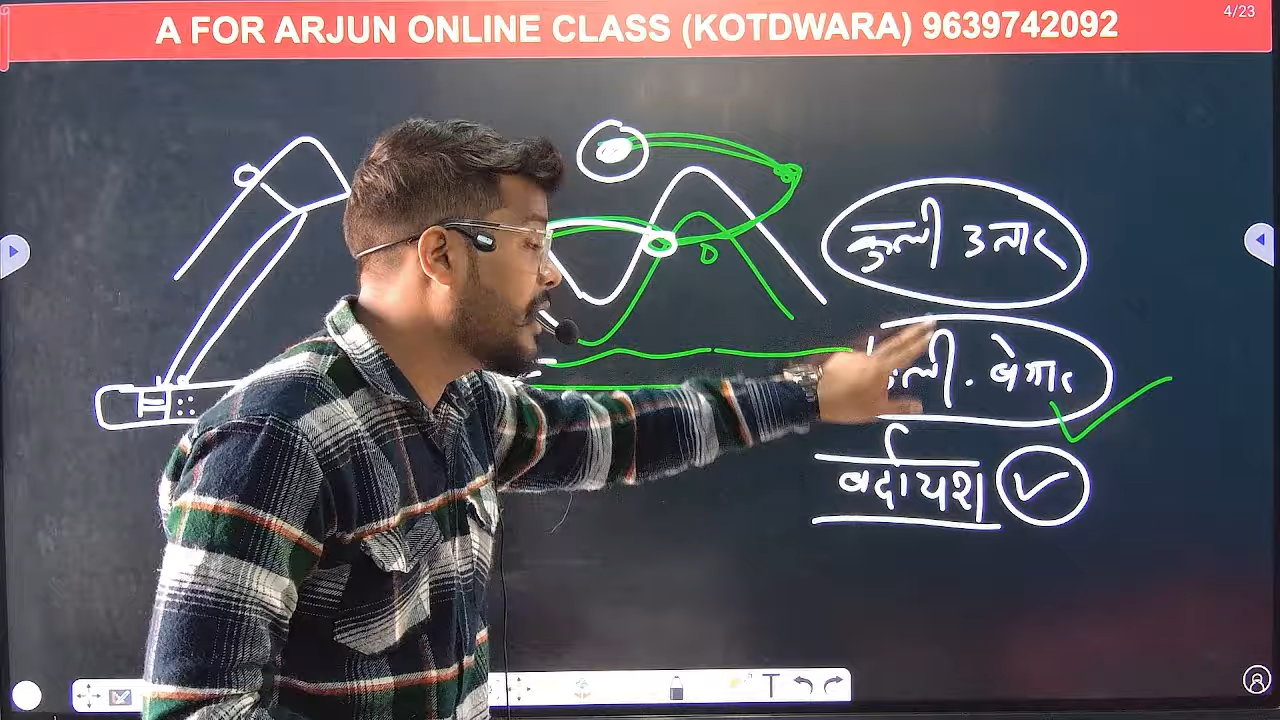 A FOR ARJUN ONLINE CLASS (KOTDWARA) 9639742092
4/23
कुली उतार
बेगार
बर्दायश
T